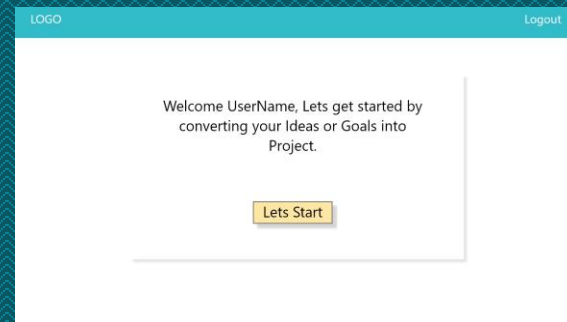 LOGO
Logout
Welcome UserName, Lets get started by
converting your Ideas or Goals into
Project.
Lets Start